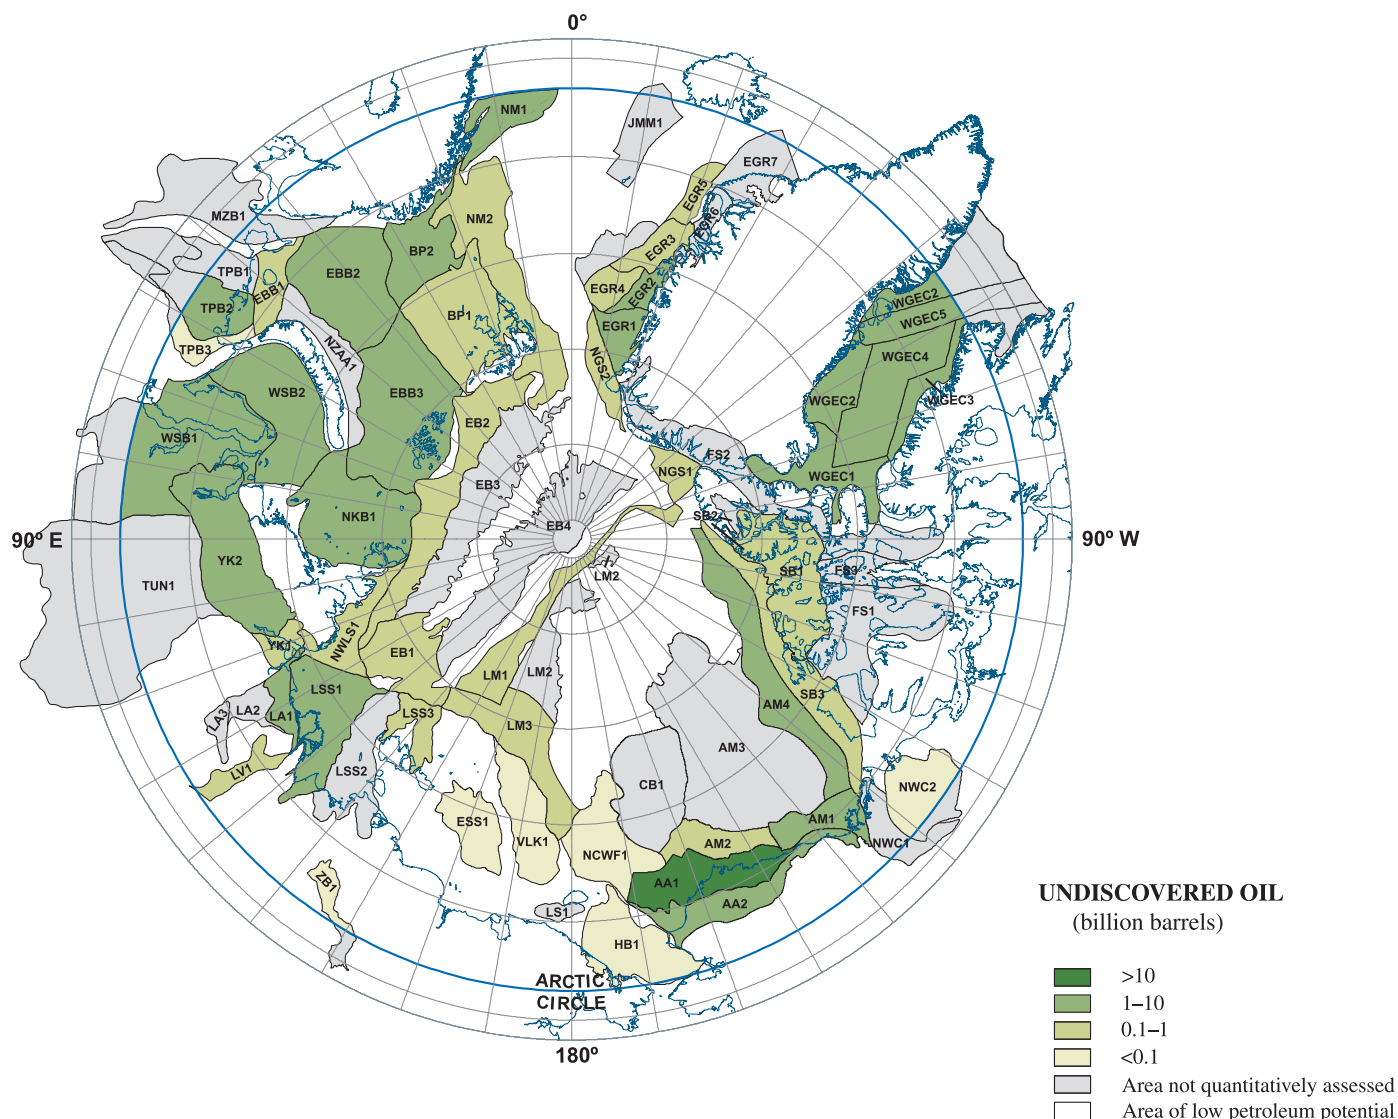 0°
NM1
JMM1
EGR7
EGR5
EGR6
MZB1
NM2
BP2
EGR3
TPB1
EBB2
EGR4
EGR2
EBB1
TPB2
BP1
EGR1
WGEC2
WGEC5
TPB3
NZAA1
NGS2
WGEC4
WSB2
EBB3
WGEC2
WGEC3
EB2
WSB1
FS2
NGS1
WGEC1
EB3
NKB1
SB2
EB4
90° E
90° W
YK2
TUN1
LM2
SB1
FS3
FS1
YK1
NWLS1
EB1
LM1
LM2
LSS1
SB3
LA3
LA2
LA1
LSS3
LM3
AM4
AM3
LV1
LSS2
CB1
NWC2
ESS1
VLK1
NCWF1
AM2
AM1
NWC1
ZB1
AA1
AA2
LS1
HB1
ARCTIC
CIRCLE
180°
UNDISCOVERED OIL
(billion barrels)
>10
1–10
0.1–1
<0.1
Area not quantitatively assessed
Area of low petroleum potential